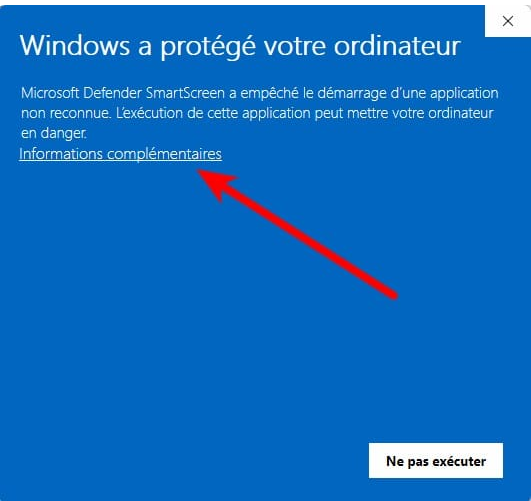 Windows a protégé votre ordinateur
Microsoft Defender SmartScreen a empêché le démarrage d'une application
non reconnue. L'exécution de cette application peut mettre votre ordinateur
en danger.
Informations complémentaires
Ne pas exécuter